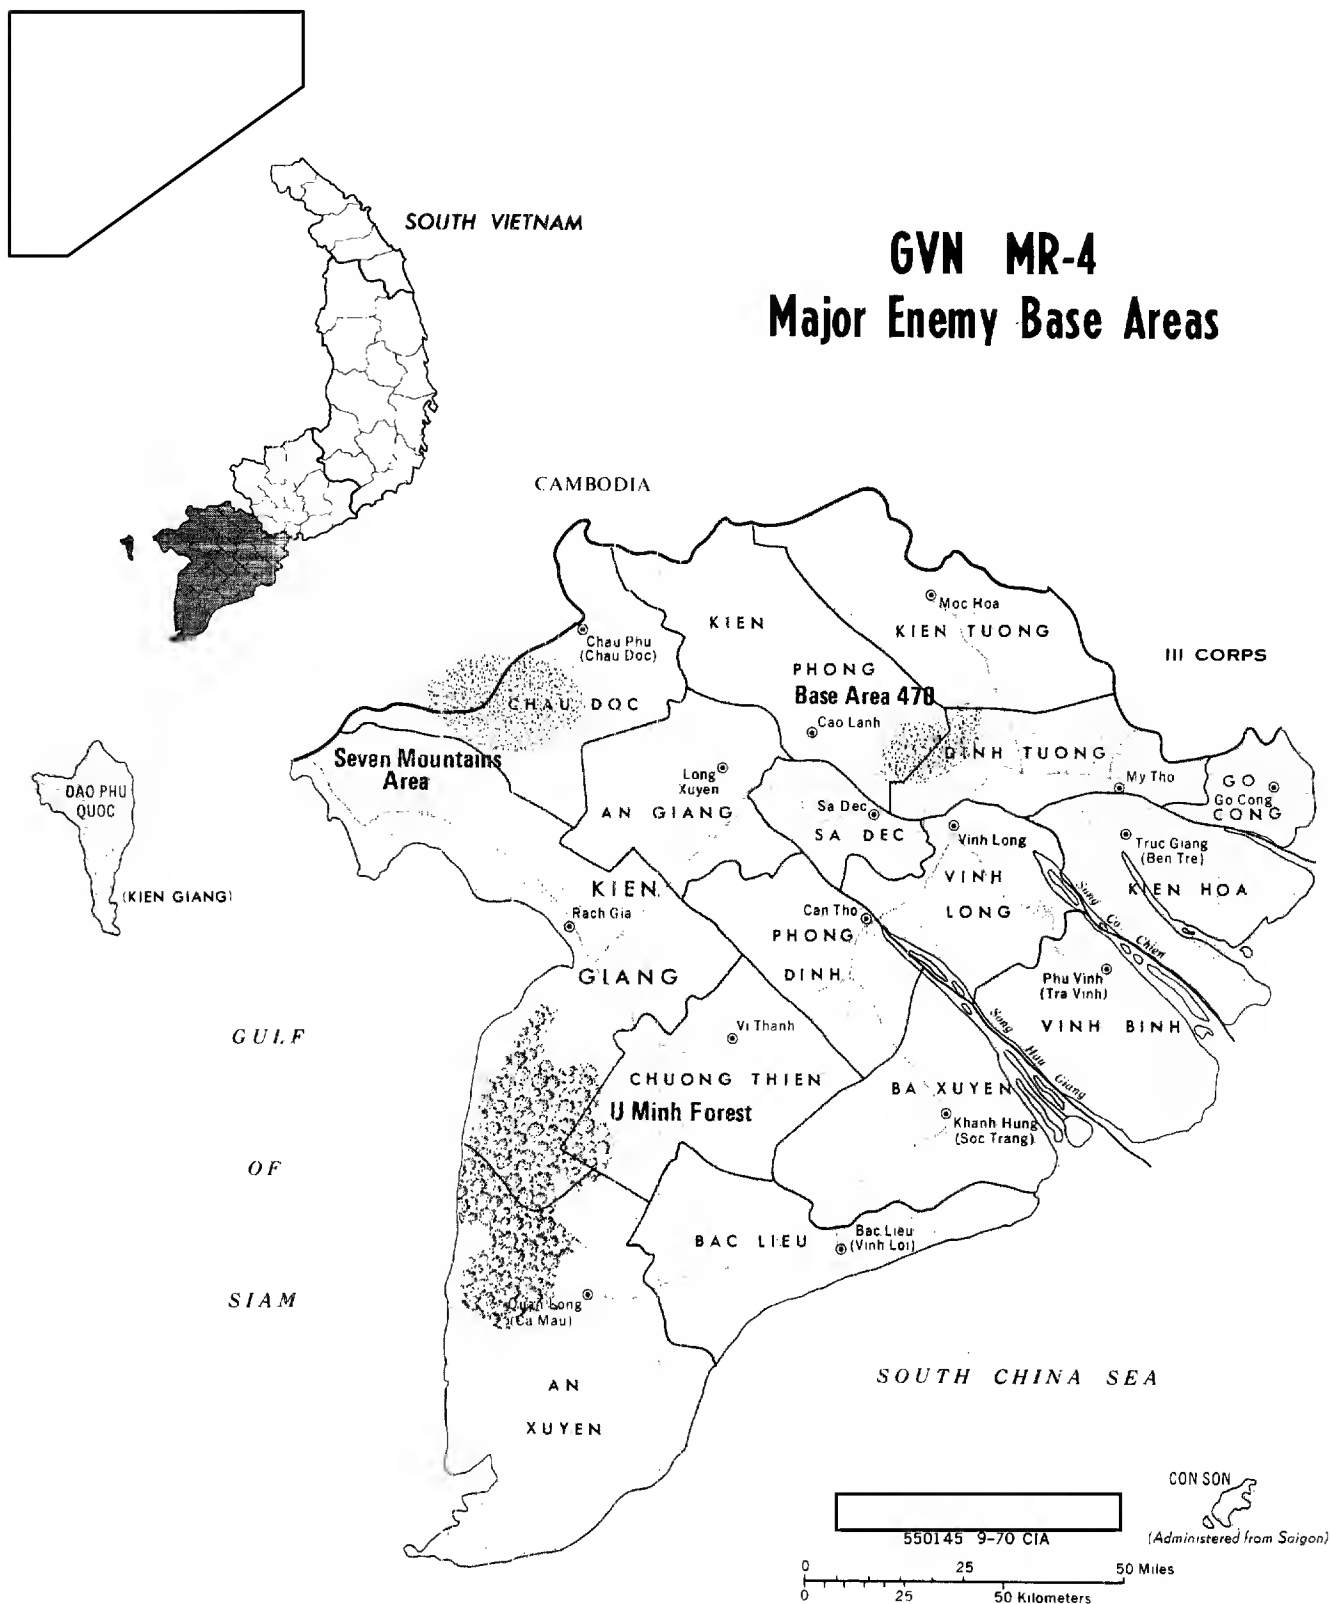 SOUTH VIETNAM
GVN MR-4
Major Enemy Base Areas
CAMBODIA
Moc Hoa
KIEN TUONG
KIEN
PHONG
Base Area 470
Cao Lanh
III CORPS
Chau Phu
(Chau Doc)
CHAU DOC
Seven Mountains
Area
DINH TUONG
My Tho
GO
Go Cong
CONG
DAO PHU
QUOC
(KIEN GIANG)
Long
Xuyen
AN GIANG
Sa Dec
SA DEC
Vinh Long
VINH
LONG
Truc Giang
(Ben Tre)
KIEN HOA
KIEN
Rach Gia
GIANG
Can Tho
PHONG
DINH
Song Co Chien
Phu Vinh
(Tra Vinh)
VINH BINH
GULF
OF
SIAM
Vi Thanh
CHUONG THIEN
U Minh Forest
Song Hau Giang
BA XUYEN
Khanh Hung
(Soc Trang)
BAC LIEU
Bac Lieu
(Vinh Loi)
Quan Long
(Ca Mau)
AN
XUYEN
SOUTH CHINA SEA
CON SON
(Administered from Saigon)
550145 9-70 CIA
0 25 50 Miles
0 25 50 Kilometers